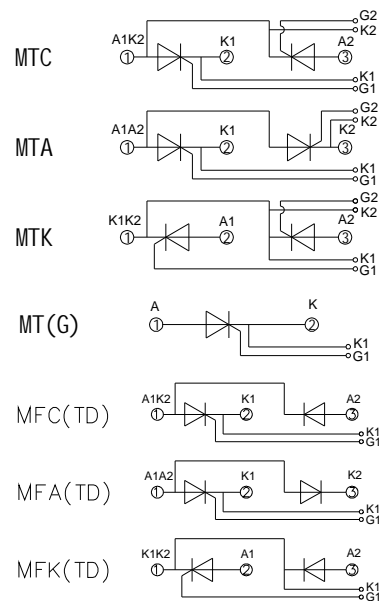 G2
A1K2 K1 A2 K2
MTC ① ② ③
K1
G1
G2
A1A2 K1 K2 K2
MTA ① ② ③
K1
G1
G2
K1K2 A1 A2 K2
MTK ① ② ③
K1
G1
A K
MT(G) ① ②
K1
G1
A1K2 K1 A2
MFC(TD) ① ② ③
K1
G1
A1A2 K1 K2
MFA(TD) ① ② ③
K1
G1
K1K2 A1 A2
MFK(TD) ① ② ③
K1
G1